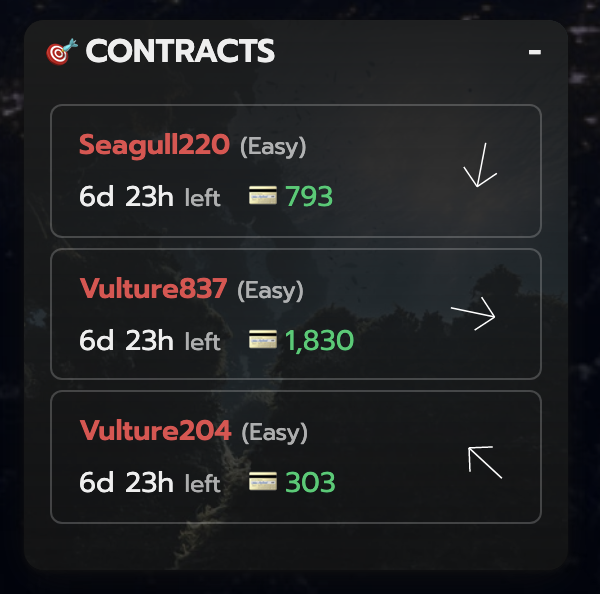 🎯 CONTRACTS -
Seagull220 (Easy)
6d 23h left 💳 793
Vulture837 (Easy)
6d 23h left 💳 1,830
Vulture204 (Easy)
6d 23h left 💳 303